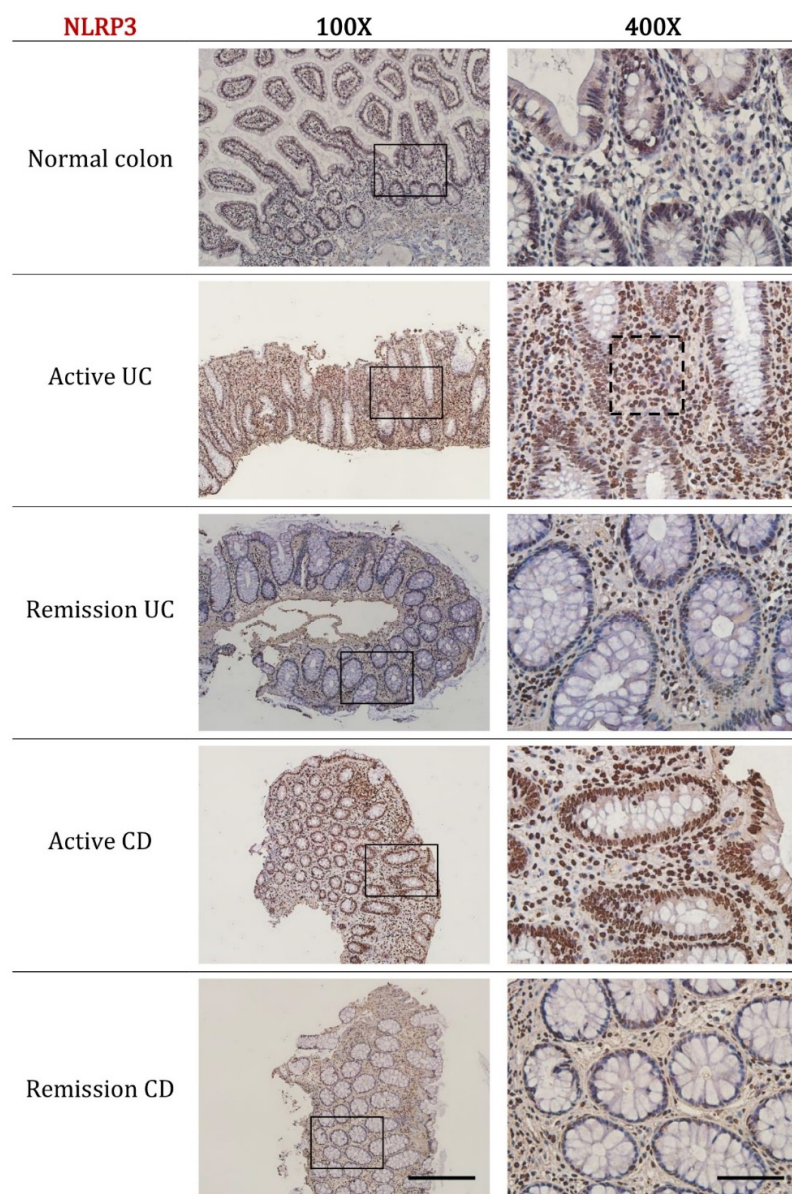 NLRP3 100X 400X
Normal colon
Active UC
Remission UC
Active CD
Remission CD